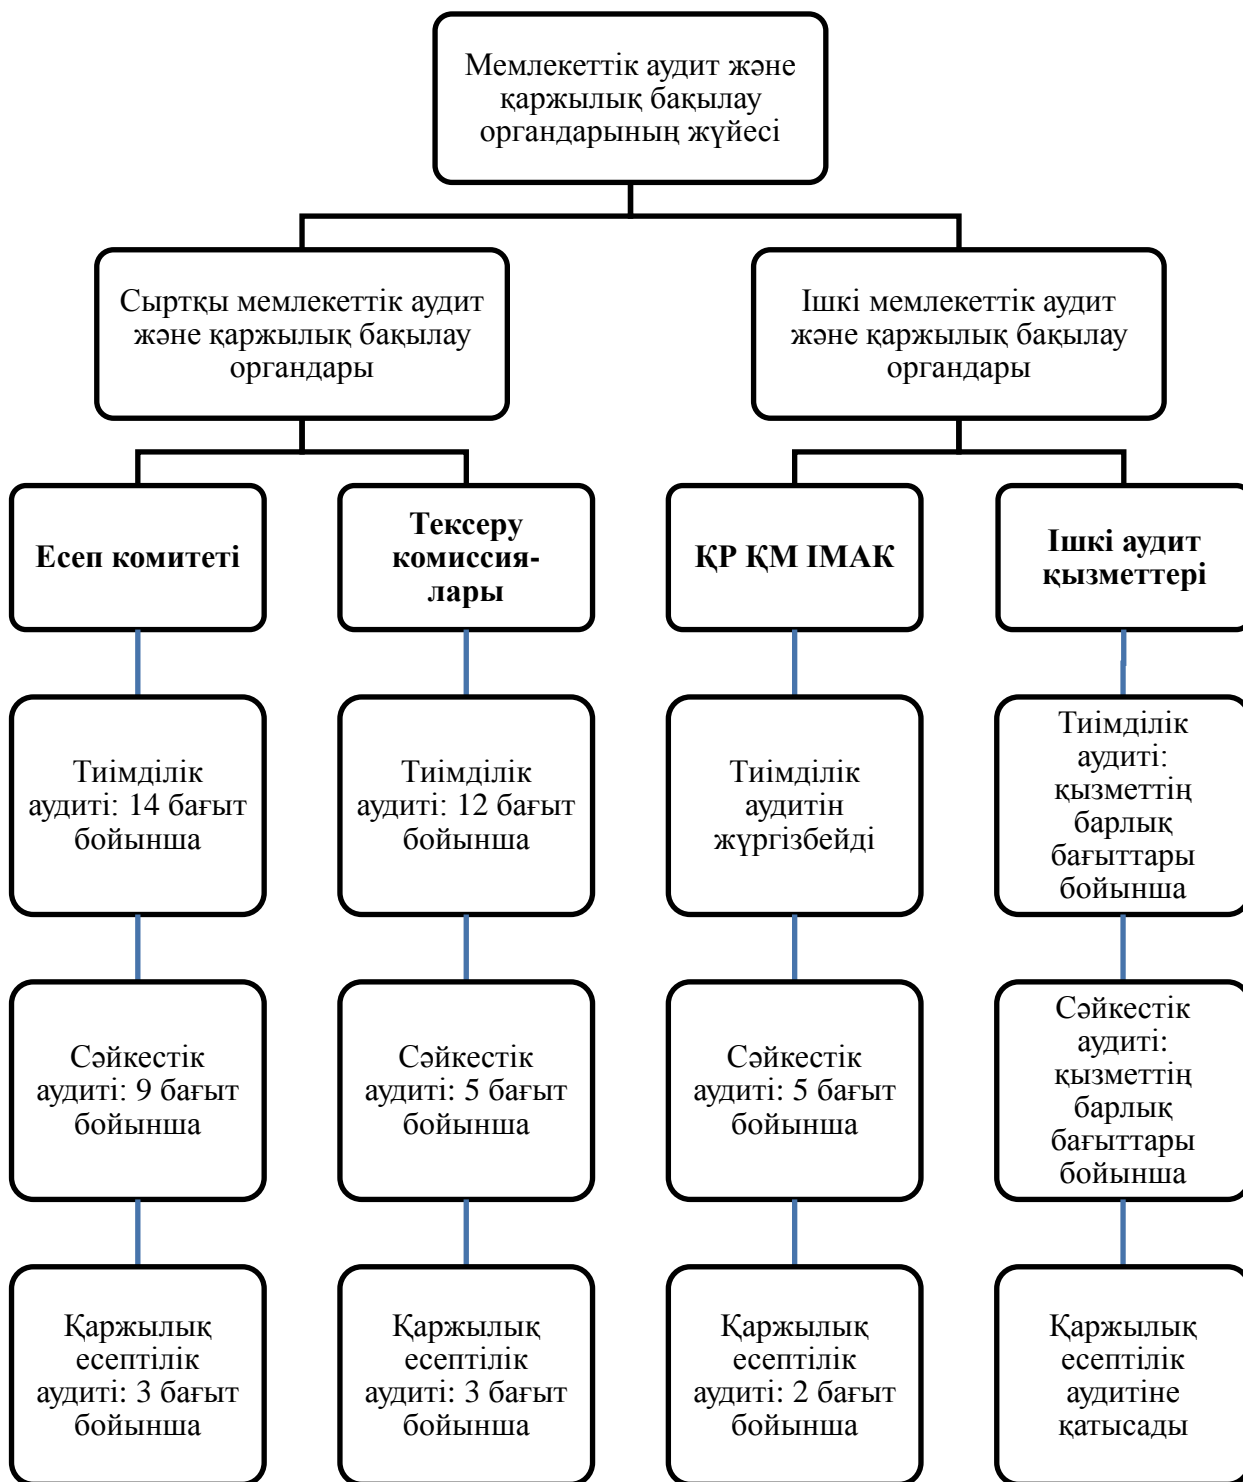 Мемлекеттік аудит және
қаржылық бақылау
органдарының жүйесі
Сыртқы мемлекеттік аудит
және қаржылық бақылау
органдары
Ішкі мемлекеттік аудит
және қаржылық бақылау
органдары
Есеп комитеті
Тексеру
комиссия-
лары
ҚР ҚМ ІМАК
Ішкі аудит
қызметтері
Тиімділік
аудиті: 14 бағыт
бойынша
Тиімділік
аудиті: 12 бағыт
бойынша
Тиімділік
аудитін
жүргізбейді
Тиімділік
аудиті:
қызметтің
барлық
бағыттары
бойынша
Сәйкестік
аудиті: 9 бағыт
бойынша
Сәйкестік
аудиті: 5 бағыт
бойынша
Сәйкестік
аудиті: 5 бағыт
бойынша
Сәйкестік
аудиті:
қызметтің
барлық
бағыттары
бойынша
Қаржылық
есептілік
аудиті: 3 бағыт
бойынша
Қаржылық
есептілік
аудиті: 3 бағыт
бойынша
Қаржылық
есептілік
аудиті: 2 бағыт
бойынша
Қаржылық
есептілік
аудитіне
қатысады